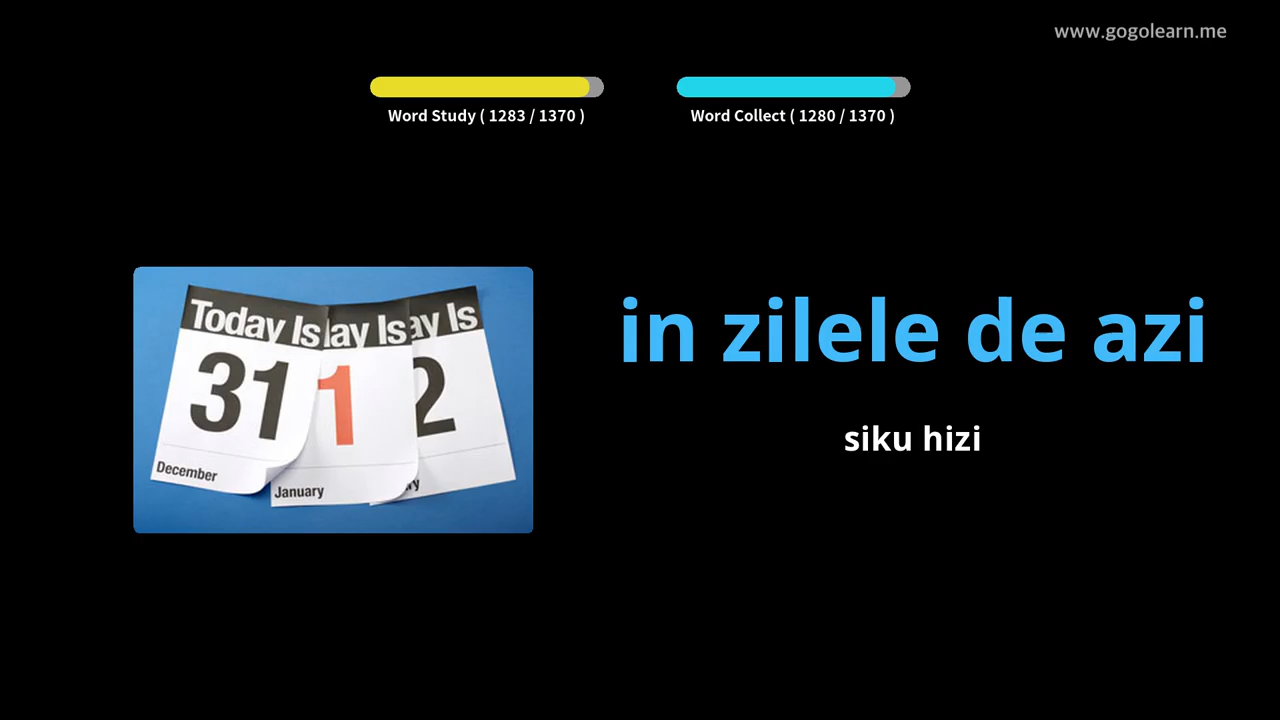 www.gogolearn.me
Word Study ( 1283 / 1370 )
Word Collect ( 1280 / 1370 )
Today Is
ay Is
ay Is
31
1
2
December
January
ry
in zilele de azi
siku hizi